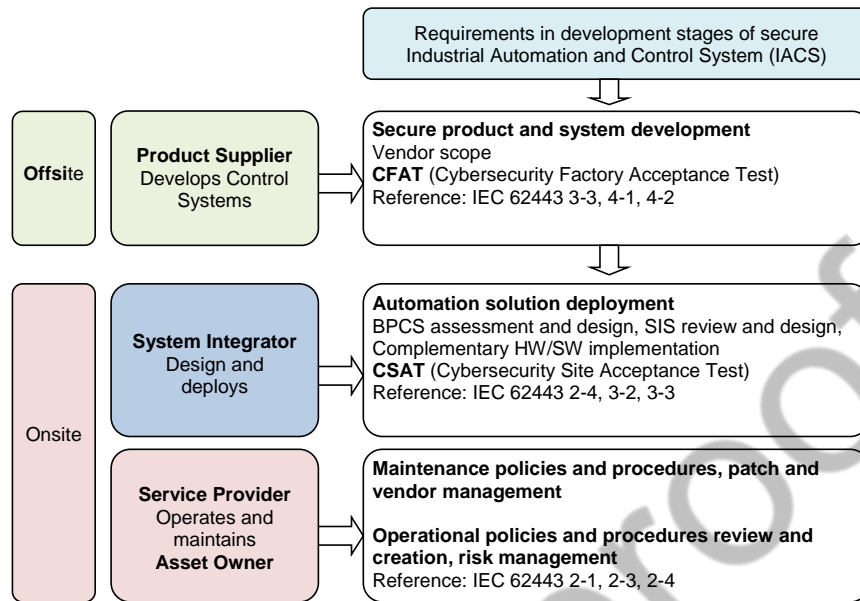 Requirements in development stages of secure
Industrial Automation and Control System (IACS)
Offsite
Product Supplier
Develops Control
Systems
Secure product and system development
Vendor scope
CFAT (Cybersecurity Factory Acceptance Test)
Reference: IEC 62443 3-3, 4-1, 4-2
Onsite
System Integrator
Design and
deploys
Automation solution deployment
BPCS assessment and design, SIS review and design,
Complementary HW/SW implementation
CSAT (Cybersecurity Site Acceptance Test)
Reference: IEC 62443 2-4, 3-2, 3-3
Service Provider
Operates and
maintains
Asset Owner
Maintenance policies and procedures, patch and
vendor management
Operational policies and procedures review and
creation, risk management
Reference: IEC 62443 2-1, 2-3, 2-4
proof